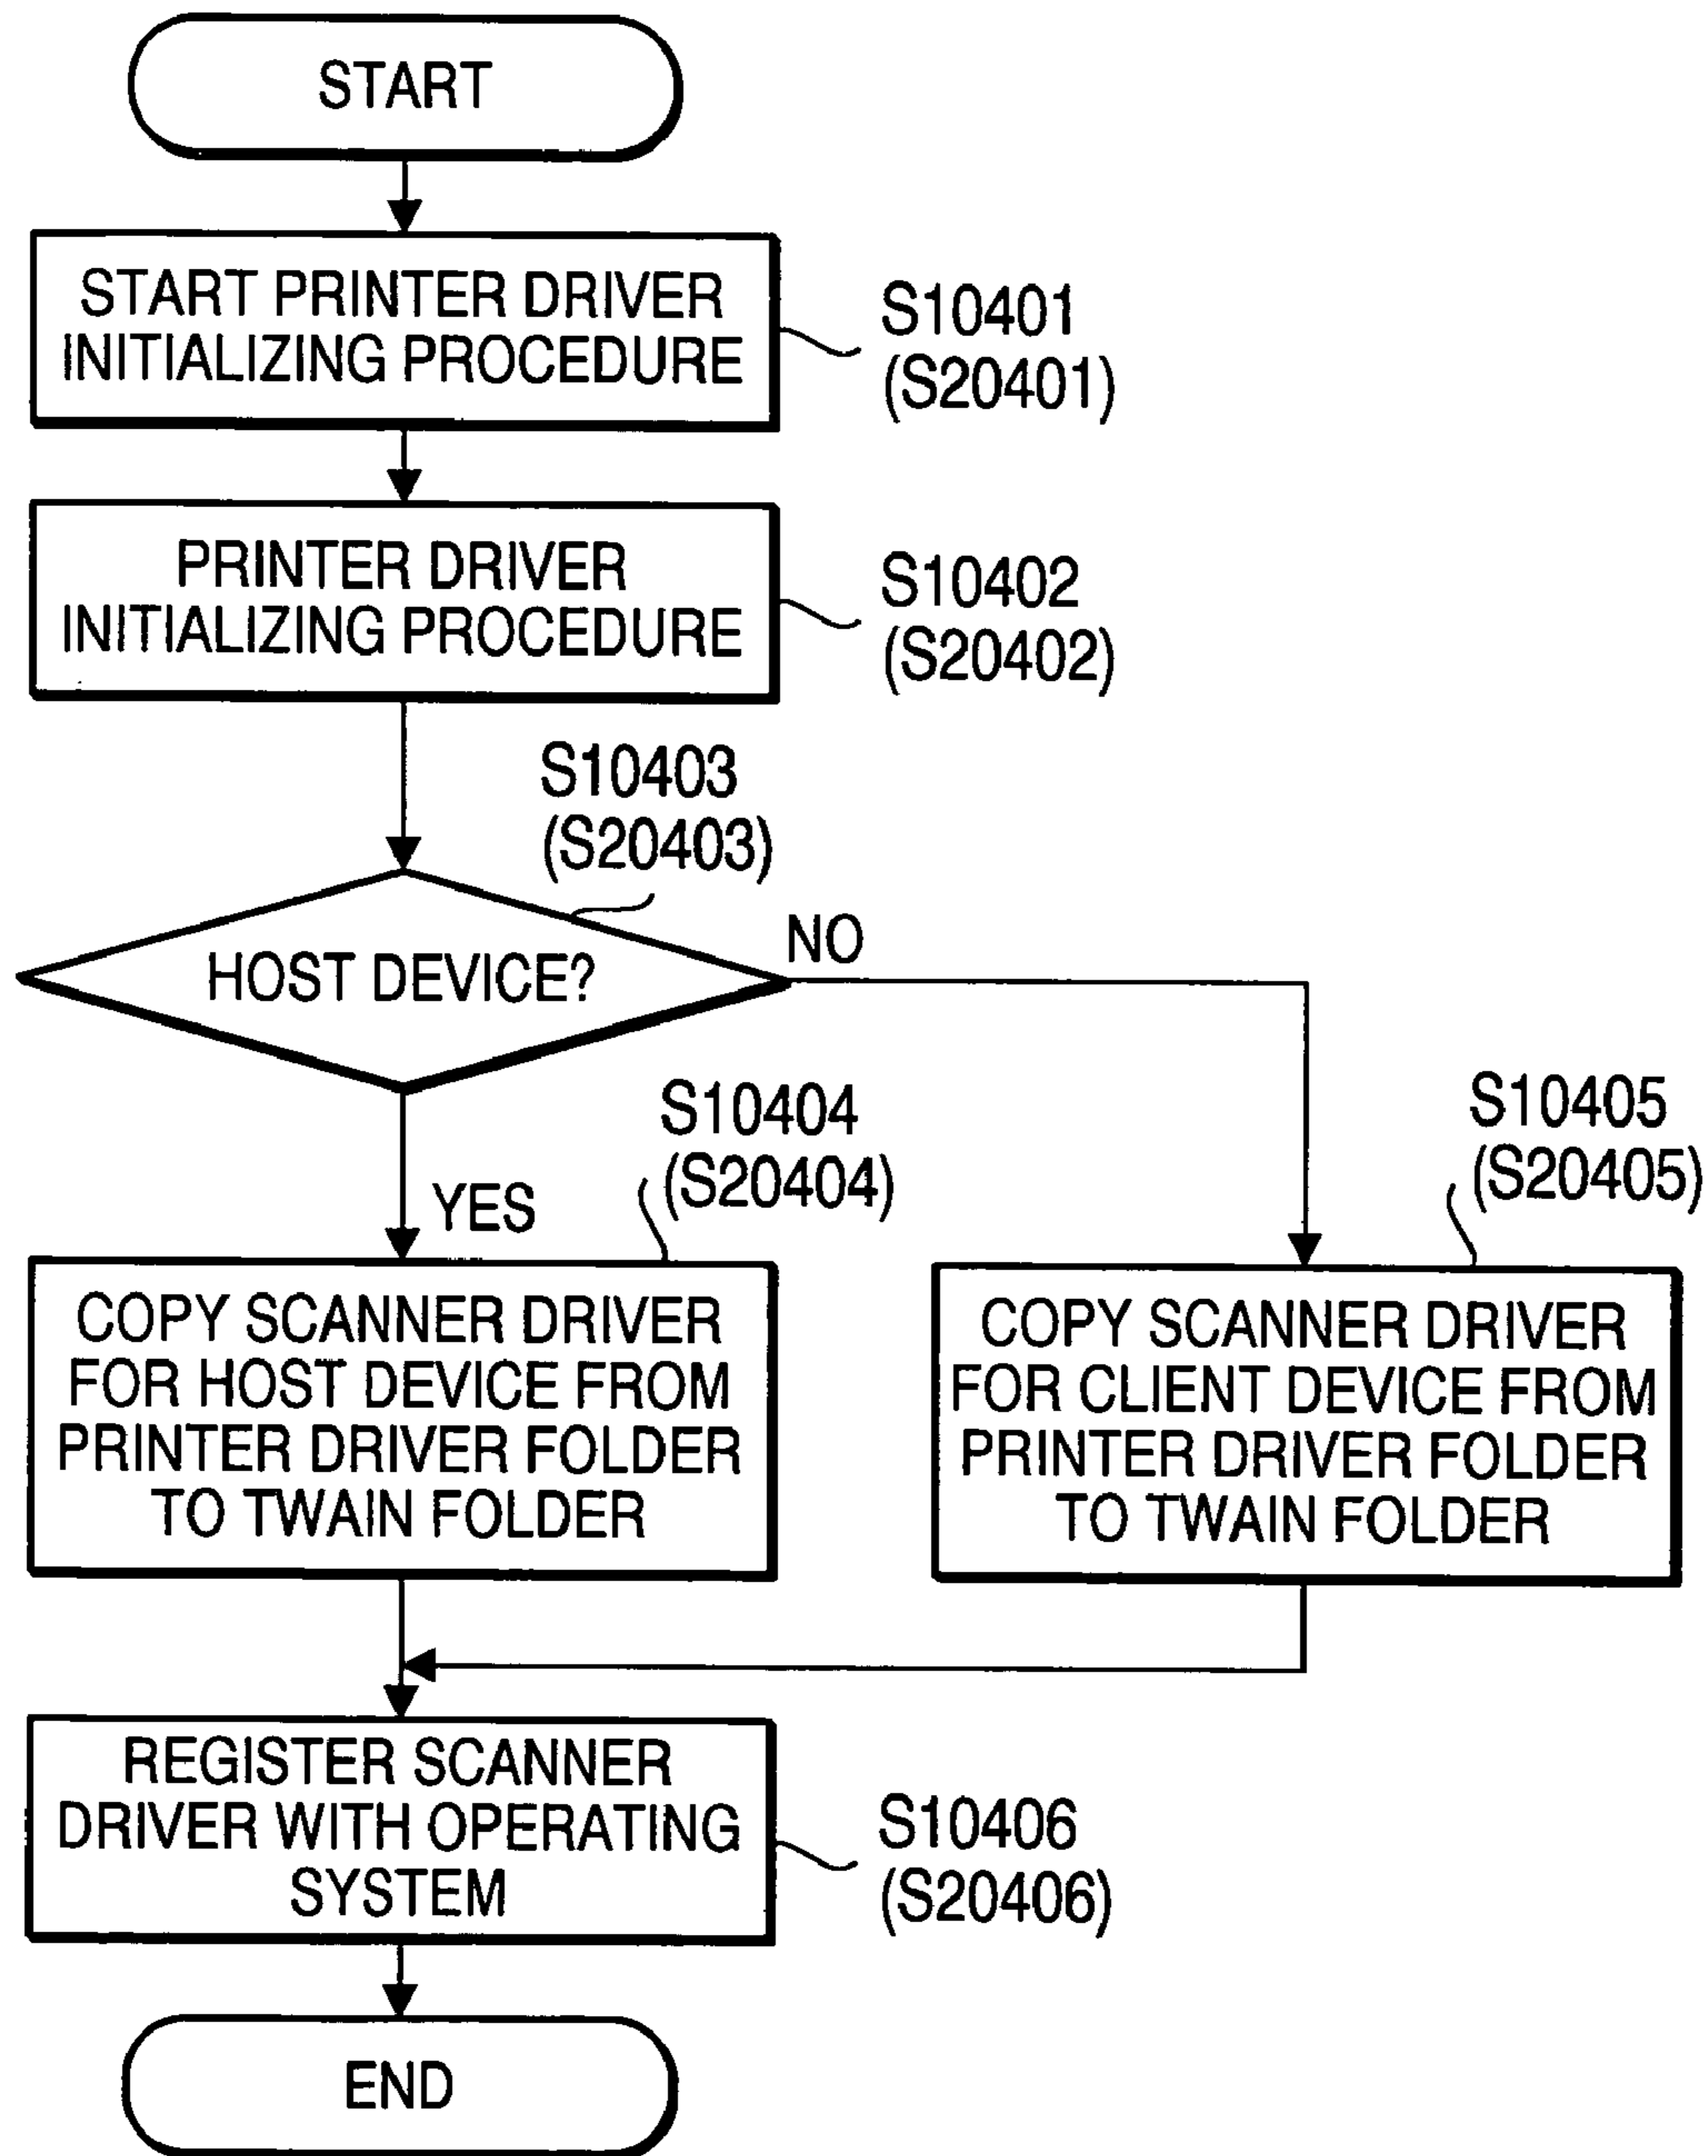 START
START PRINTER DRIVER
INITIALIZING PROCEDURE
S10401
(S20401)
PRINTER DRIVER
INITIALIZING PROCEDURE
S10402
(S20402)
S10403
(S20403)
HOST DEVICE?
NO
YES
S10404
(S20404)
S10405
(S20405)
COPY SCANNER DRIVER
FOR HOST DEVICE FROM
PRINTER DRIVER FOLDER
TO TWAIN FOLDER
COPY SCANNER DRIVER
FOR CLIENT DEVICE FROM
PRINTER DRIVER FOLDER
TO TWAIN FOLDER
REGISTER SCANNER
DRIVER WITH OPERATING
SYSTEM
S10406
(S20406)
END